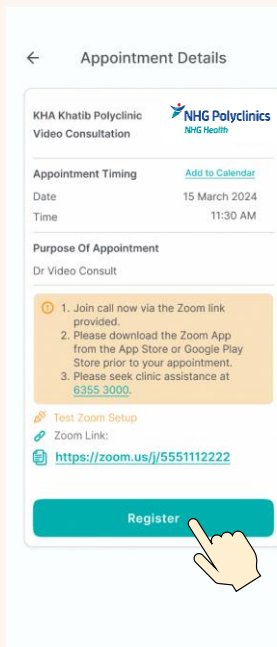 Appointment Details
KHA Khatib Polyclinic
Video Consultation
NHG Polyclinics
NHG Health
Appointment Timing Add to Calendar
Date 15 March 2024
Time 11:30 AM
Purpose Of Appointment
Dr Video Consult
1. Join call now via the Zoom link
provided.
2. Please download the Zoom App
from the App Store or Google Play
Store prior to your appointment.
3. Please seek clinic assistance at
6355 3000.
Test Zoom Setup
Zoom Link:
https://zoom.us/j/5551112222
Register